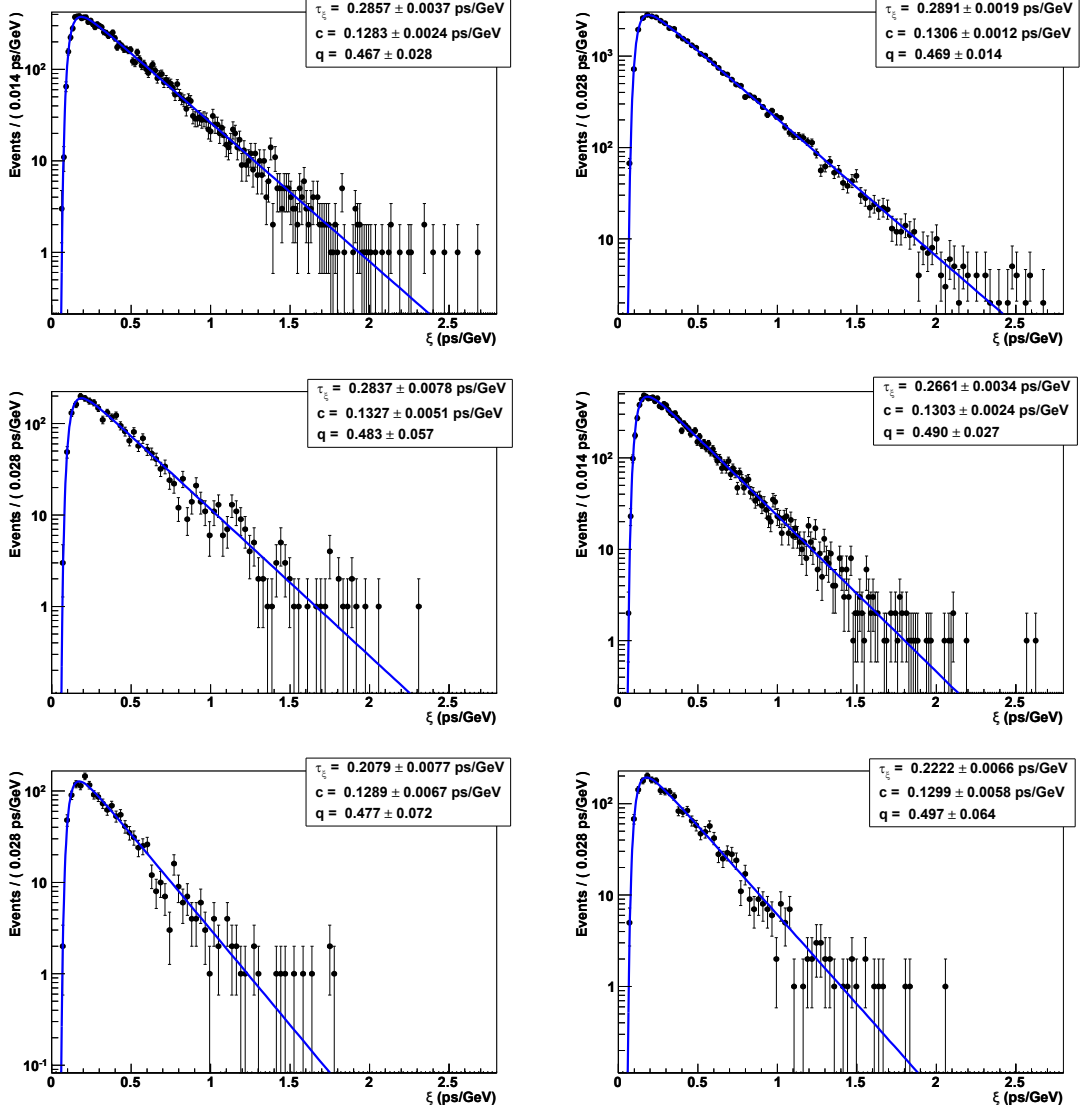 τξ = 0.2857 ± 0.0037 ps/GeV
c = 0.1283 ± 0.0024 ps/GeV
q = 0.467 ± 0.028
Events / ( 0.014 ps/GeV )
10²
10
1
0 0.5 1 1.5 2 2.5
ξ (ps/GeV)
τξ = 0.2891 ± 0.0019 ps/GeV
c = 0.1306 ± 0.0012 ps/GeV
q = 0.469 ± 0.014
Events / ( 0.028 ps/GeV )
10³
10²
10
0 0.5 1 1.5 2 2.5
ξ (ps/GeV)
τξ = 0.2837 ± 0.0078 ps/GeV
c = 0.1327 ± 0.0051 ps/GeV
q = 0.483 ± 0.057
Events / ( 0.028 ps/GeV )
10²
10
1
0 0.5 1 1.5 2 2.5
ξ (ps/GeV)
τξ = 0.2661 ± 0.0034 ps/GeV
c = 0.1303 ± 0.0024 ps/GeV
q = 0.490 ± 0.027
Events / ( 0.014 ps/GeV )
10²
10
1
0 0.5 1 1.5 2 2.5
ξ (ps/GeV)
τξ = 0.2079 ± 0.0077 ps/GeV
c = 0.1289 ± 0.0067 ps/GeV
q = 0.477 ± 0.072
Events / ( 0.028 ps/GeV )
10²
10
1
10⁻¹
0 0.5 1 1.5 2 2.5
ξ (ps/GeV)
τξ = 0.2222 ± 0.0066 ps/GeV
c = 0.1299 ± 0.0058 ps/GeV
q = 0.497 ± 0.064
Events / ( 0.028 ps/GeV )
10²
10
1
0 0.5 1 1.5 2 2.5
ξ (ps/GeV)